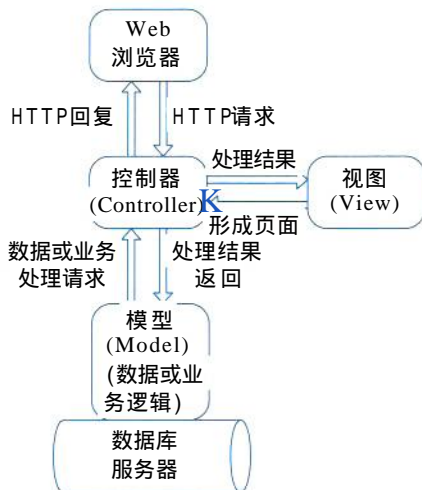 Web
浏览器
HTTP回复
HTTP请求
处理结果
控制器
(Controller)
K
视图
(View)
形成页面
数据或业务
处理请求
处理结果
返回
模型
(Model)
(数据或业
务逻辑)
数据库
服务器